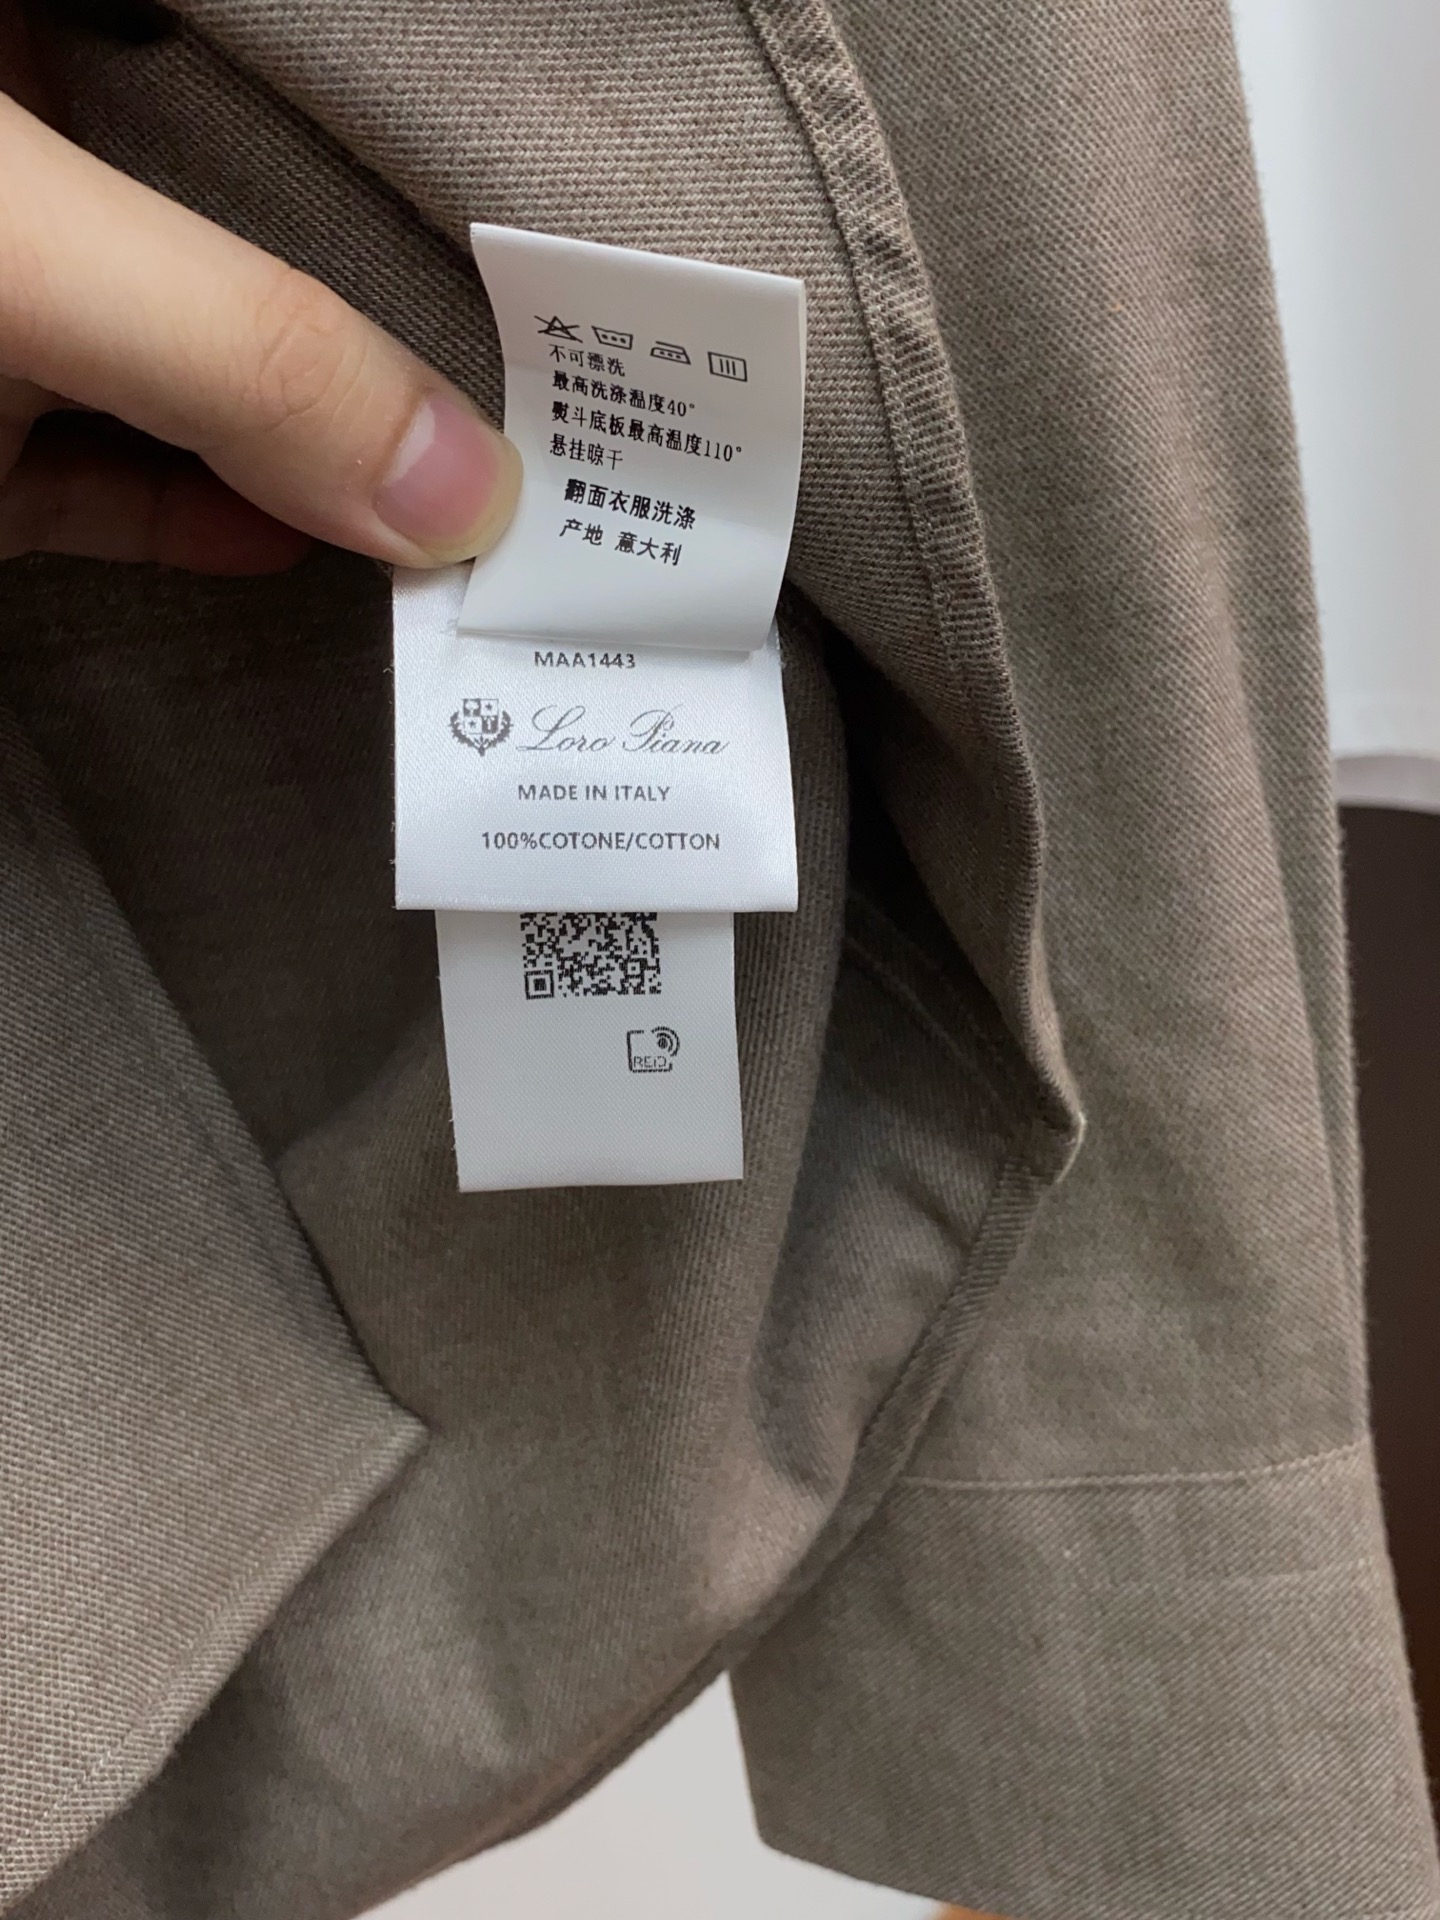 不可漂洗
最高洗涤温度40°
熨斗底板最高温度110°
悬挂晾干
翻面衣服洗涤
产地 意大利
MAA1443
Loro Piana
MADE IN ITALY
100%COTONE/COTTON
RFID